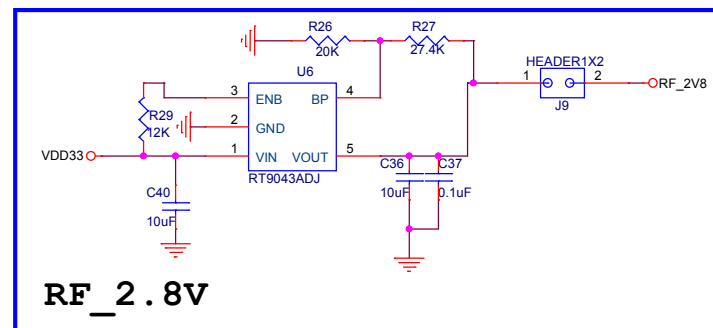 R26
R27
20K
27.4K
U6
HEADER1X2
3
ENB
BP
4
1
2
RF_2V8
R29
12K
2
GND
J9
VDD33
1
VIN
VOUT
5
RT9043ADJ
C36
C37
C40
10uF
0.1uF
10uF
RF_2.8V